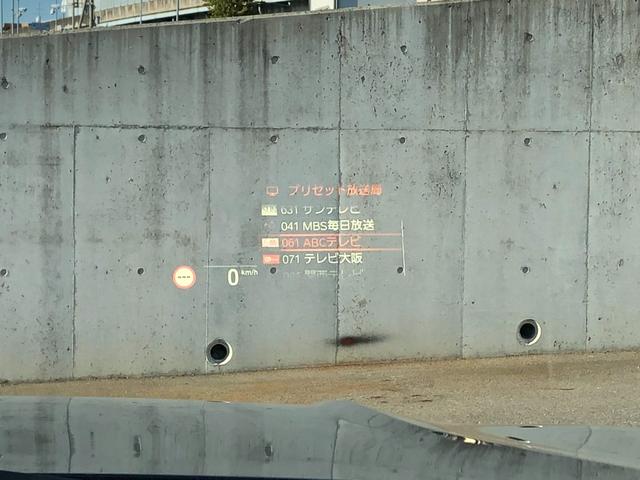 プリセット放送局
631 サンテレビ
041 MBS毎日放送
061 ABCテレビ
071 テレビ大阪
0 km/h